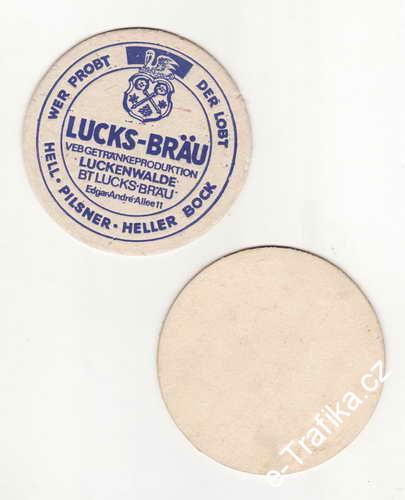 WER PROBT DER LOBT
LUCKS-BRÄU
VEB GETRÄNKEPRODUKTION
·LUCKENWALDE·
BT LUCKS-BRÄU·
Edgar-André-Allee 11
HELL· PILSNER· HELLER BOCK
e-Trafika.cz